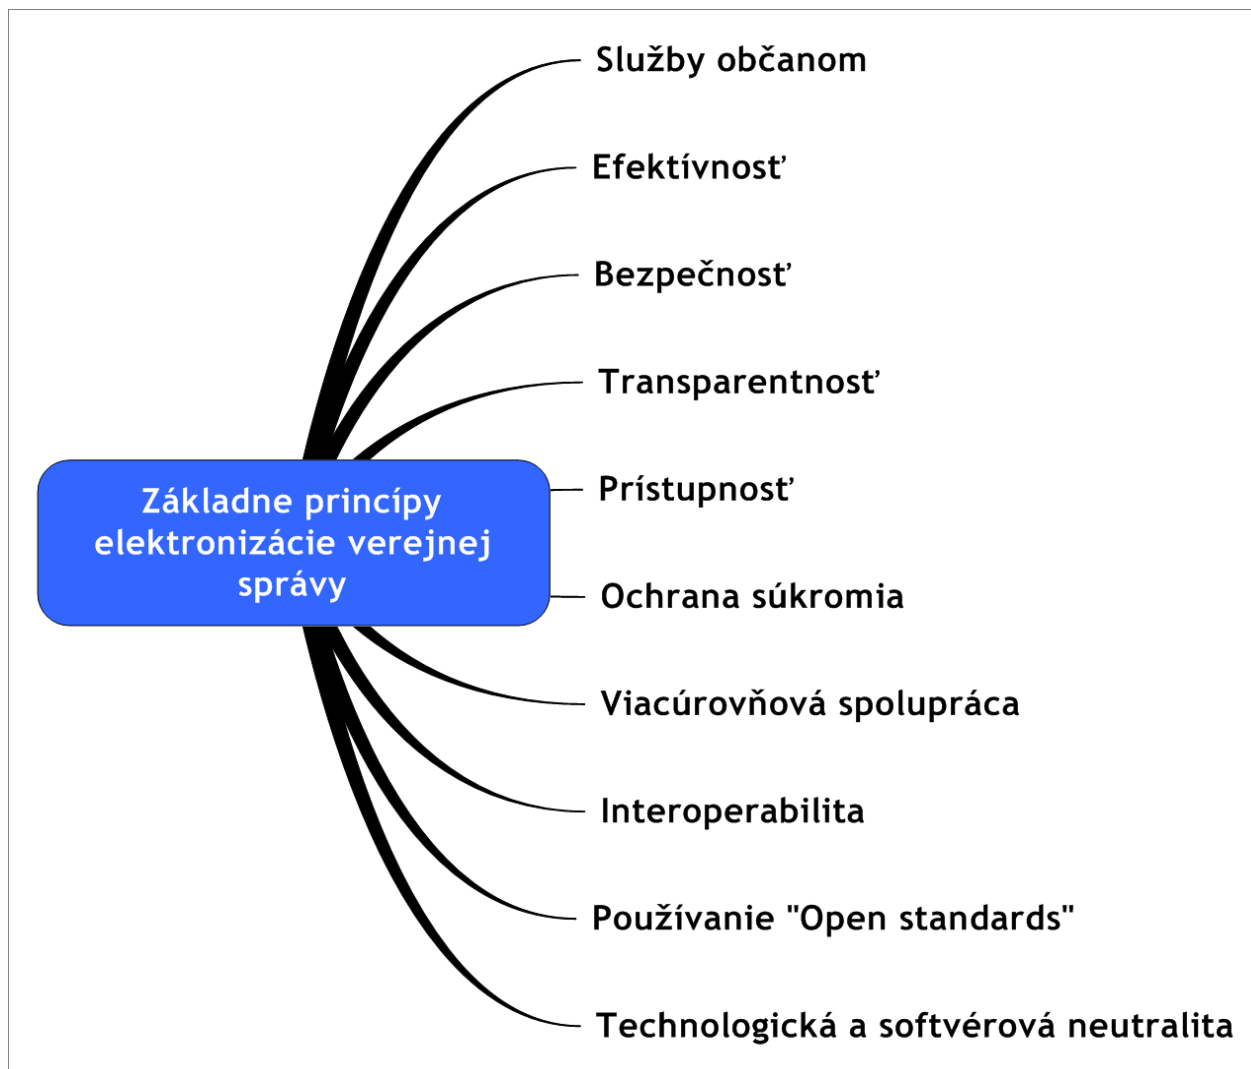 Služby občanom
Efektívnosť
Bezpečnosť
Transparentnosť
Prístupnosť
Základne princípy
elektronizácie verejnej
správy
Ochrana súkromia
Viacúrovňová spolupráca
Interoperabilita
Používanie "Open standards"
Technologická a softvérová neutralita